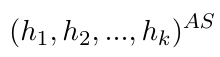 (h_1, h_2, ..., h_k)^{AS}